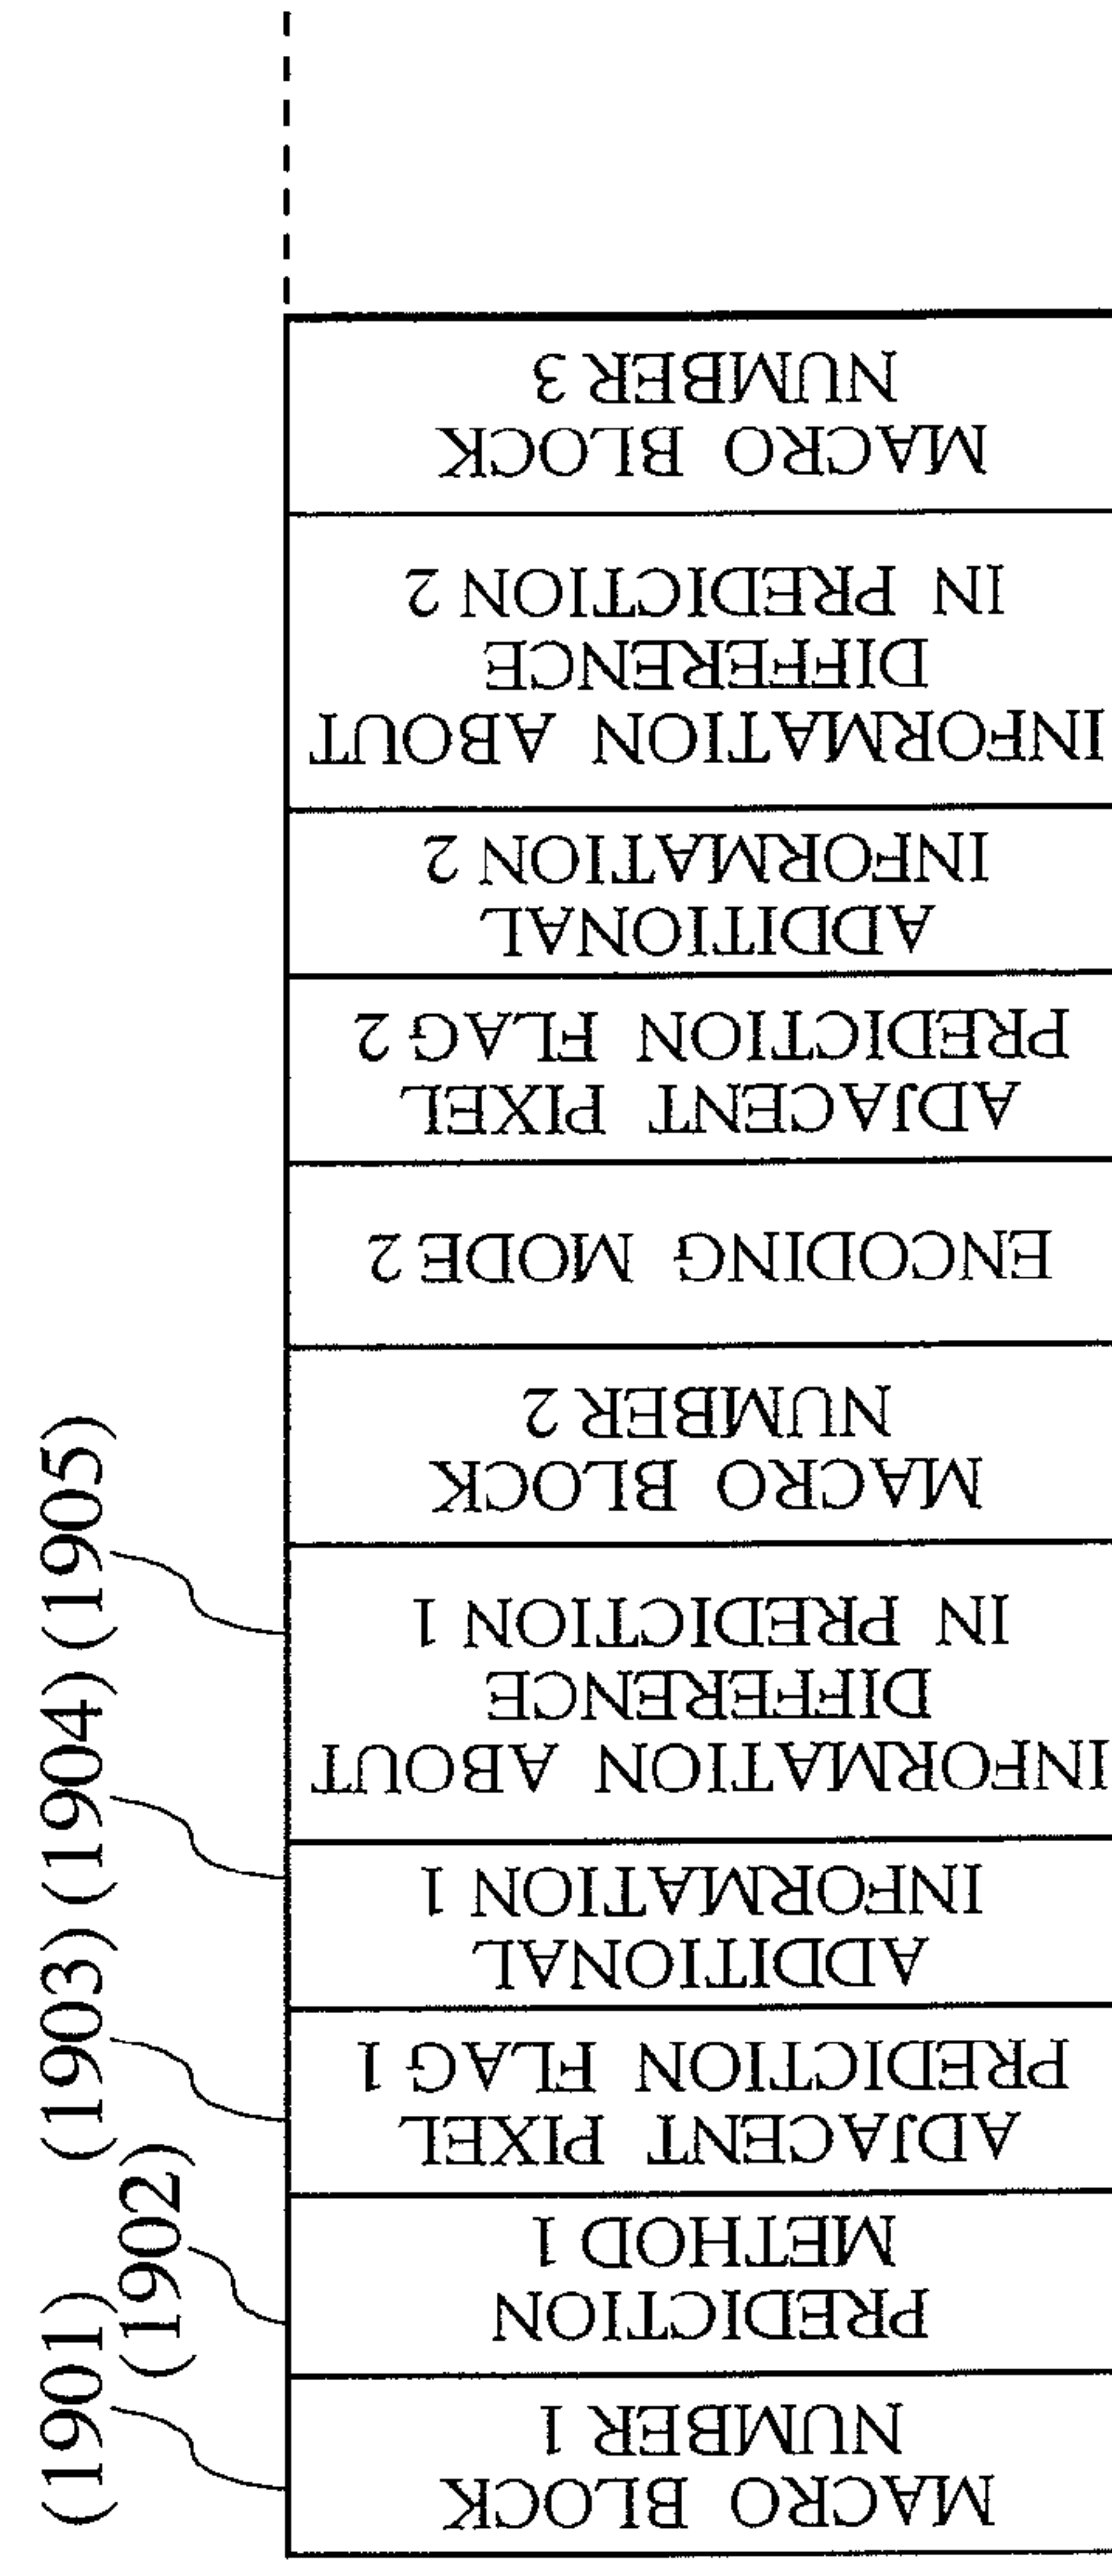 (1901)
(1902)
(1903)
(1904)
(1905)
MACRO BLOCK
NUMBER 1
PREDICTION
METHOD 1
ADJACENT PIXEL
PREDICTION FLAG 1
ADDITIONAL
INFORMATION 1
INFORMATION ABOUT
DIFFERENCE
IN PREDICTION 1
MACRO BLOCK
NUMBER 2
ENCODING MODE 2
ADJACENT PIXEL
PREDICTION FLAG 2
ADDITIONAL
INFORMATION 2
INFORMATION ABOUT
DIFFERENCE
IN PREDICTION 2
MACRO BLOCK
NUMBER 3